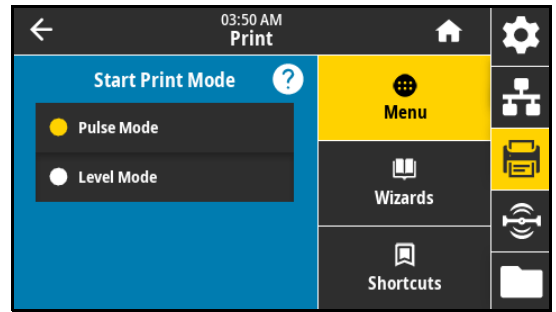 03:50 AM
Print
Start Print Mode
?
Pulse Mode
Level Mode
Menu
Wizards
Shortcuts